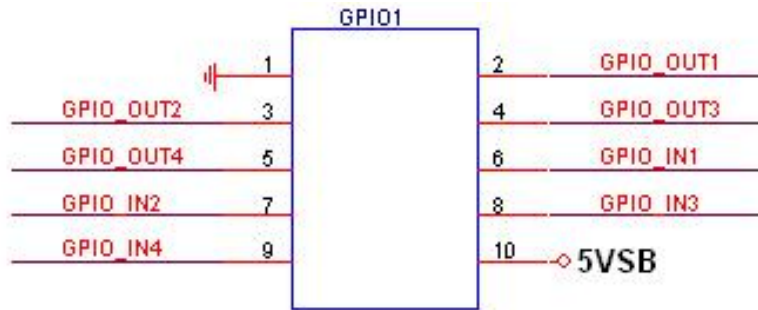 GPIO1
1 2 GPIO_OUT1
GPIO_OUT2 3 4 GPIO_OUT3
GPIO_OUT4 5 6 GPIO_IN1
GPIO_IN2 7 8 GPIO_IN3
GPIO_IN4 9 10 5VSB